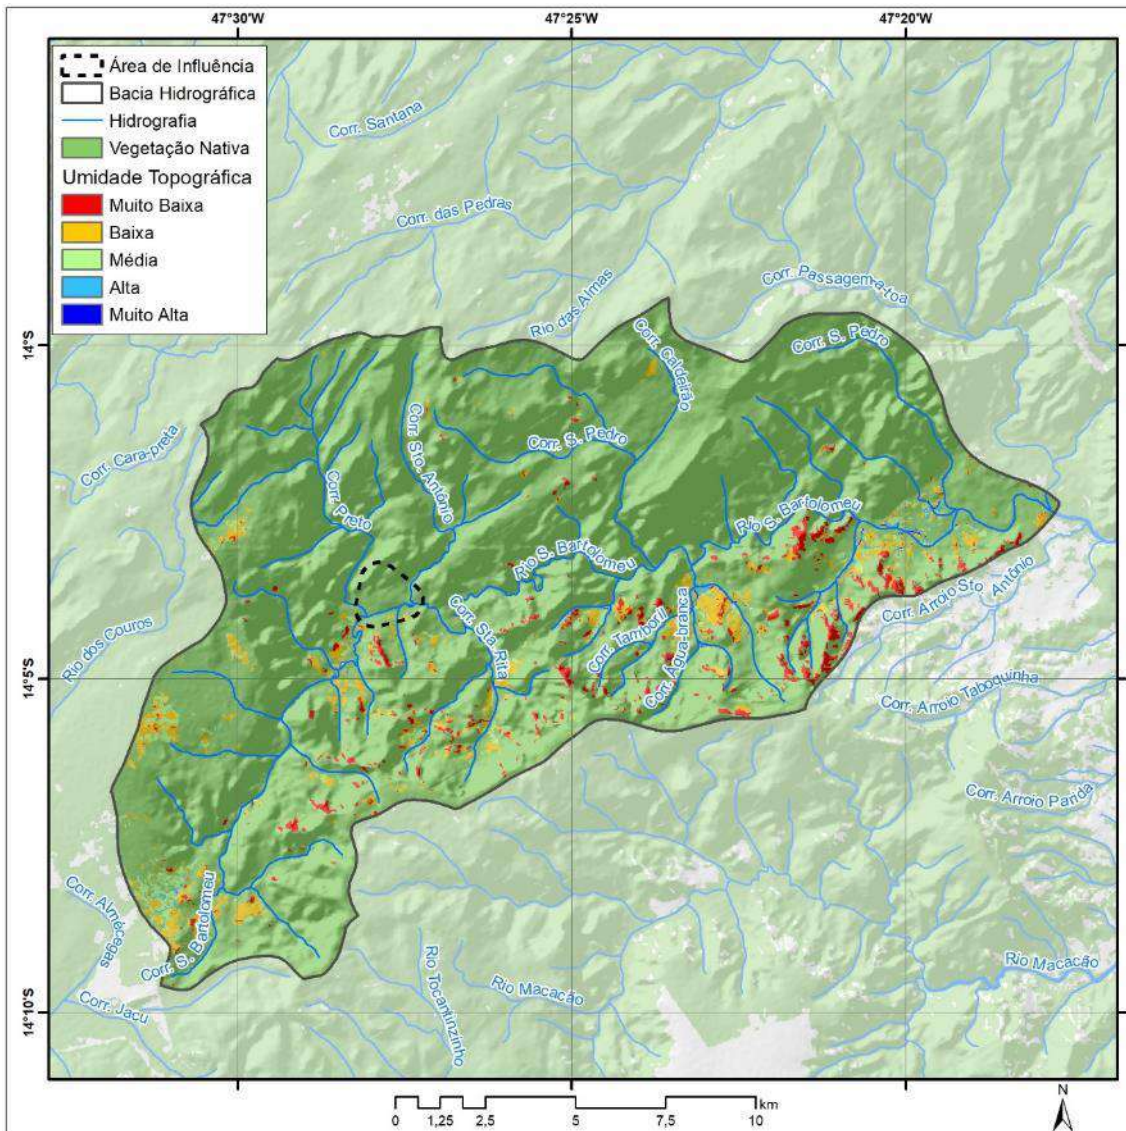 47°30'W
47°25'W
47°20'W
Área de Influência
Bacia Hidrográfica
Hidrografia
Vegetação Nativa
Umidade Topográfica
Muito Baixa
Baixa
Média
Alta
Muito Alta
Corr. Santana
Corr. das Pedras
Rio das Almas
Corr. Passagem-a-toa
14°S
Corr. S. Pedro
Corr. Caldeirão
Corr. Cara-preta
Corr. Sto. Antônio
Corr. S. Pedro
Corr. Preto
Rio S. Bartolomeu
Rio S. Bartolomeu
Corr. Arroio Sto. Antônio
Rio dos Couros
Corr. Sta. Rita
Corr. Tamboril
Corr. Água-branca
14°5'S
Corr. Arroio Taboquinha
Corr. Arroio Parida
Corr. Almécegas
Corr. S. Bartolomeu
Corr. Jacu
Rio Tocantinzinho
Rio Macacão
Rio Macacão
14°10'S
0 1,25 2,5 5 7,5 10 km
N